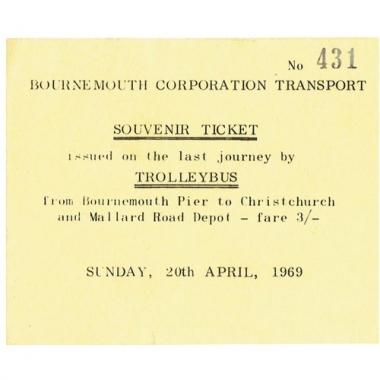 No 431
BOURNEMOUTH CORPORATION TRANSPORT
SOUVENIR TICKET
issued on the last journey by
TROLLEYBUS
from Bournemouth Pier to Christchurch
and Mallard Road Depot - fare 3/-
SUNDAY, 20th APRIL, 1969